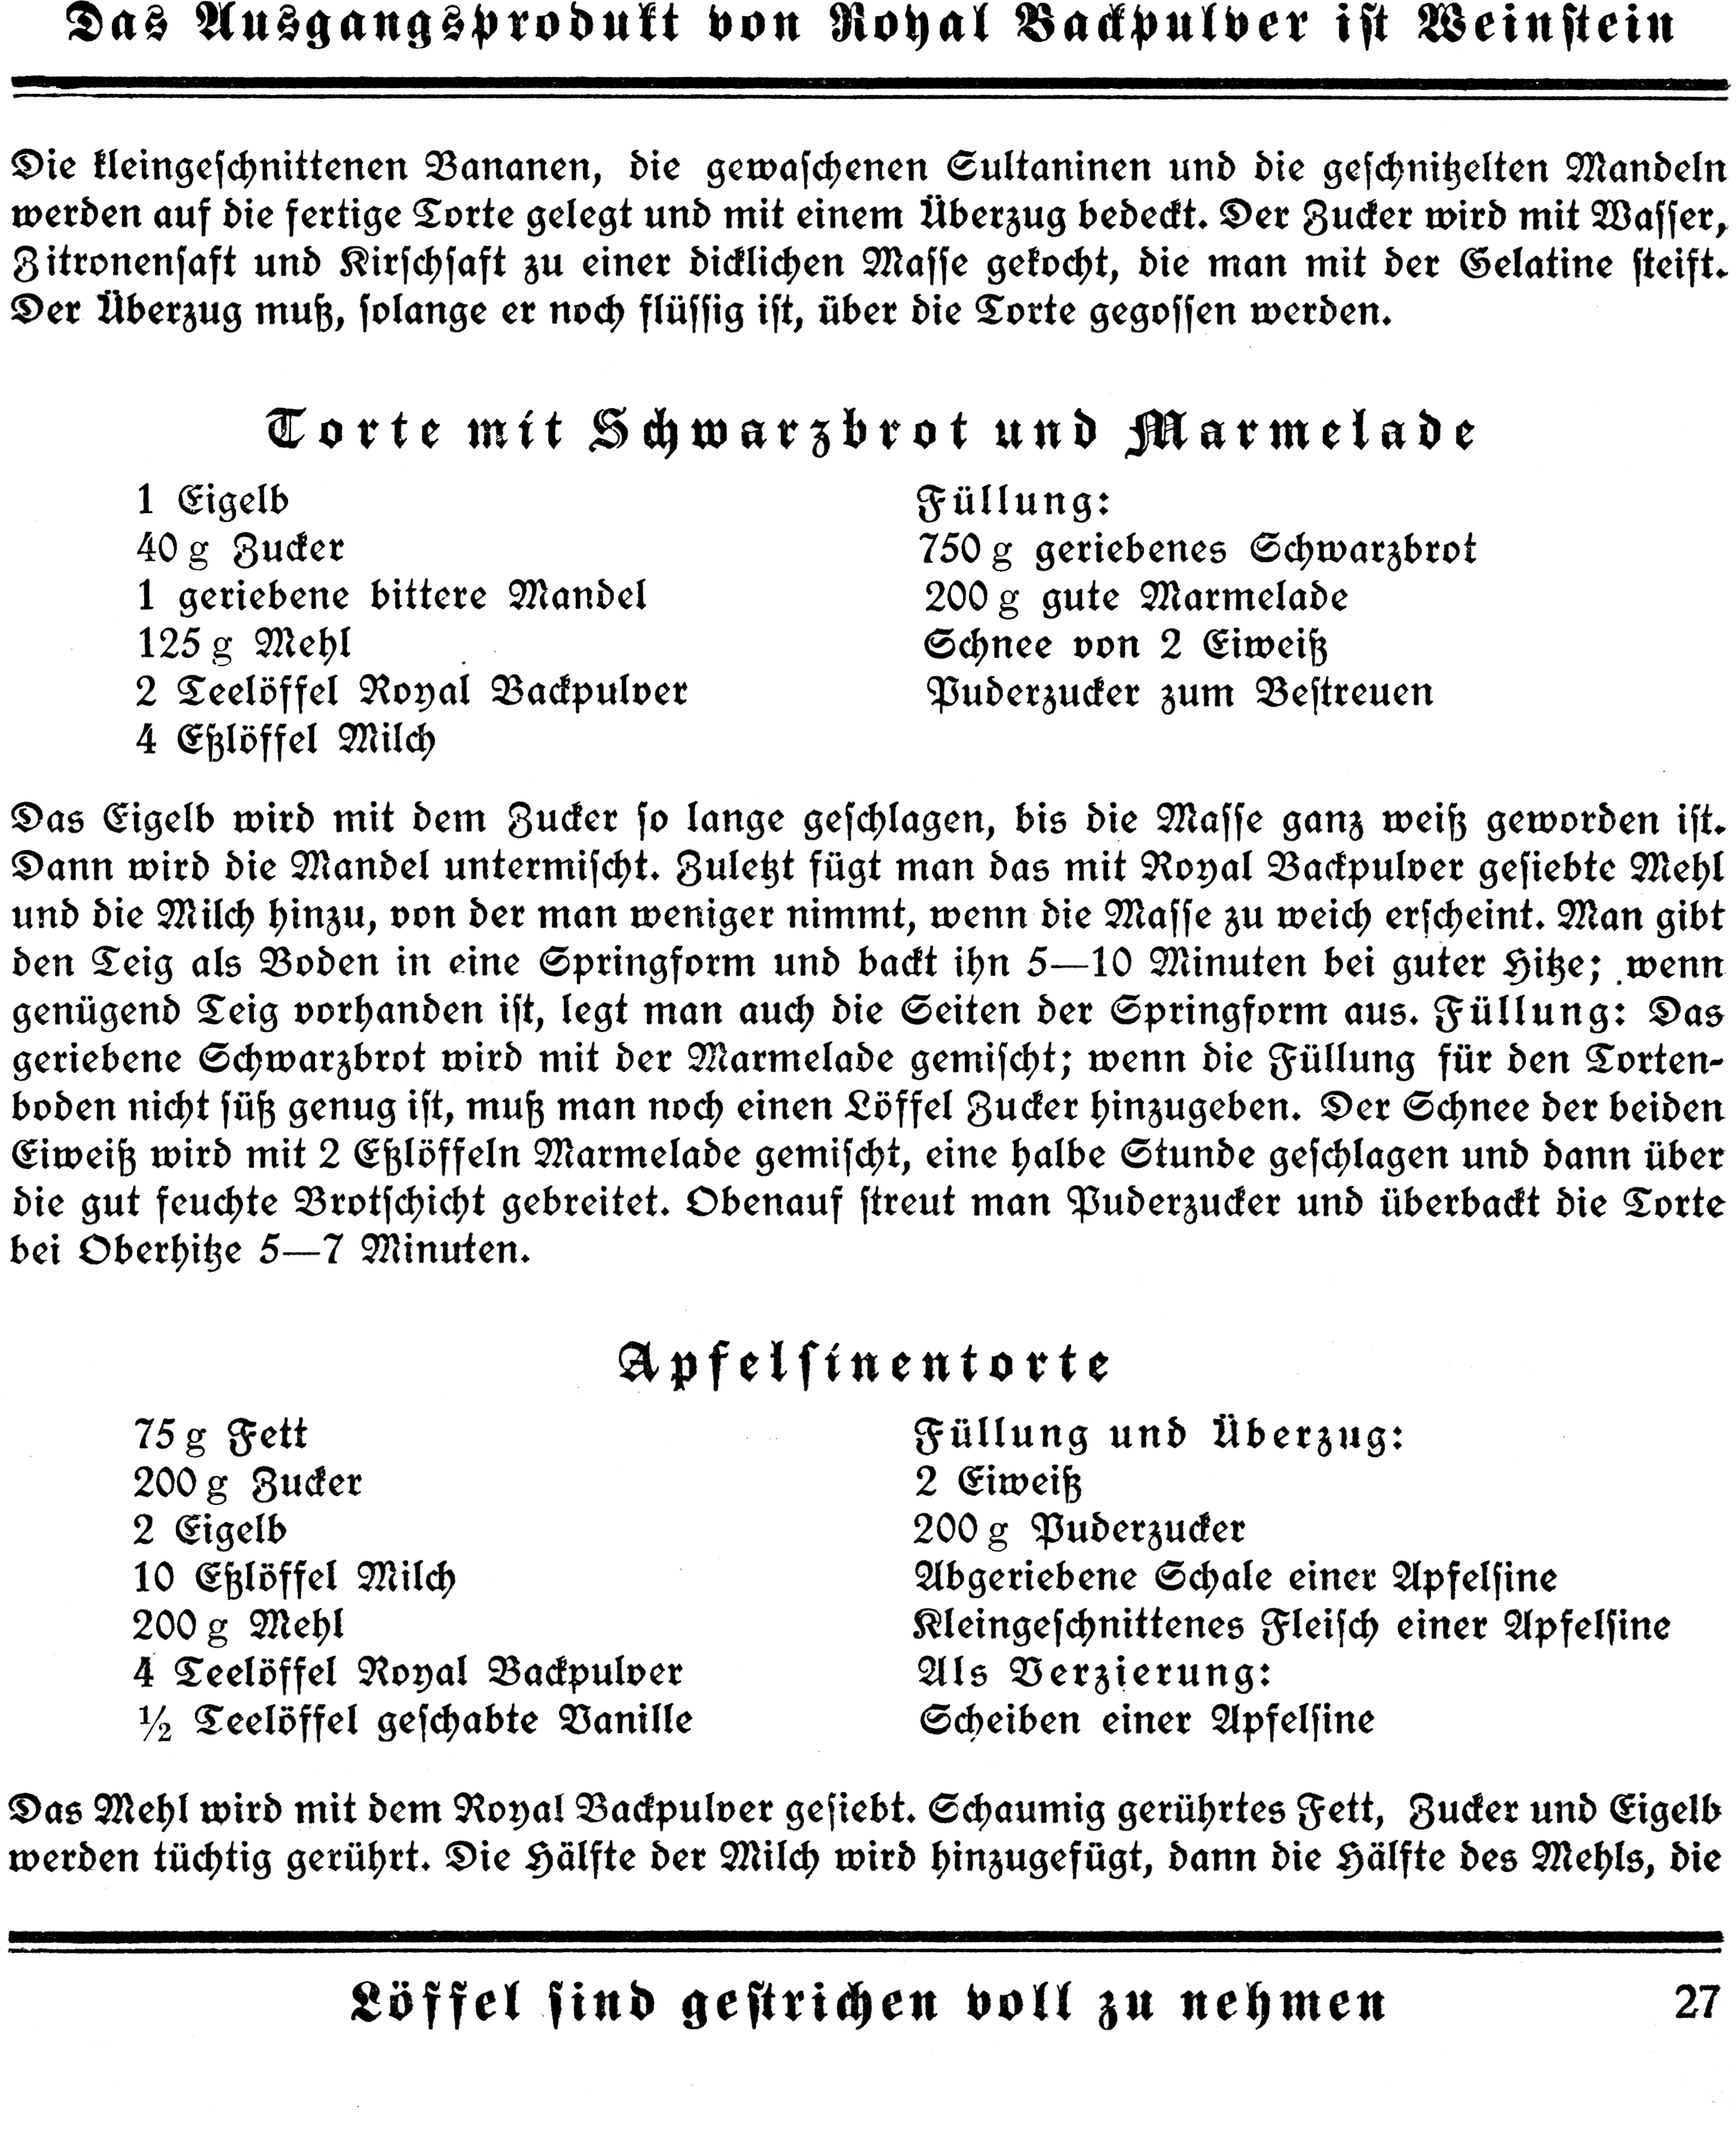 Das Ausgangsprodukt von Royal Backpulver ist Weinstein
Die kleingeschnittenen Bananen, die gewaschenen Sultaninen und die geschnitzelten Mandeln
werden auf die fertige Torte gelegt und mit einem Überzug bedeckt. Der Zucker wird mit Wasser,
Zitronensaft und Kirschsaft zu einer dicklichen Masse gekocht, die man mit der Gelatine steift.
Der Überzug muß, solange er noch flüssig ist, über die Torte gegossen werden.
Torte mit Schwarzbrot und Marmelade
1 Eigelb
40 g Zucker
1 geriebene bittere Mandel
125 g Mehl
2 Teelöffel Royal Backpulver
4 Eßlöffel Milch
Füllung:
750 g geriebenes Schwarzbrot
200 g gute Marmelade
Schnee von 2 Eiweiß
Puderzucker zum Bestreuen
Das Eigelb wird mit dem Zucker so lange geschlagen, bis die Masse ganz weiß geworden ist.
Dann wird die Mandel untermischt. Zuletzt fügt man das mit Royal Backpulver gesiebte Mehl
und die Milch hinzu, von der man weniger nimmt, wenn die Masse zu weich erscheint. Man gibt
den Teig als Boden in eine Springform und backt ihn 5—10 Minuten bei guter Hitze; wenn
genügend Teig vorhanden ist, legt man auch die Seiten der Springform aus. Füllung: Das
geriebene Schwarzbrot wird mit der Marmelade gemischt; wenn die Füllung für den Torten-
boden nicht süß genug ist, muß man noch einen Löffel Zucker hinzugeben. Der Schnee der beiden
Eiweiß wird mit 2 Eßlöffeln Marmelade gemischt, eine halbe Stunde geschlagen und dann über
die gut feuchte Brotschicht gebreitet. Obenauf streut man Puderzucker und überbackt die Torte
bei Oberhitze 5—7 Minuten.
Apfelsinentorte
75 g Fett
200 g Zucker
2 Eigelb
10 Eßlöffel Milch
200 g Mehl
4 Teelöffel Royal Backpulver
½ Teelöffel geschabte Vanille
Füllung und Überzug:
2 Eiweiß
200 g Puderzucker
Abgeriebene Schale einer Apfelsine
Kleingeschnittenes Fleisch einer Apfelsine
Als Verzierung:
Scheiben einer Apfelsine
Das Mehl wird mit dem Royal Backpulver gesiebt. Schaumig gerührtes Fett, Zucker und Eigelb
werden tüchtig gerührt. Die Hälfte der Milch wird hinzugefügt, dann die Hälfte des Mehls, die
Löffel sind gestrichen voll zu nehmen
27